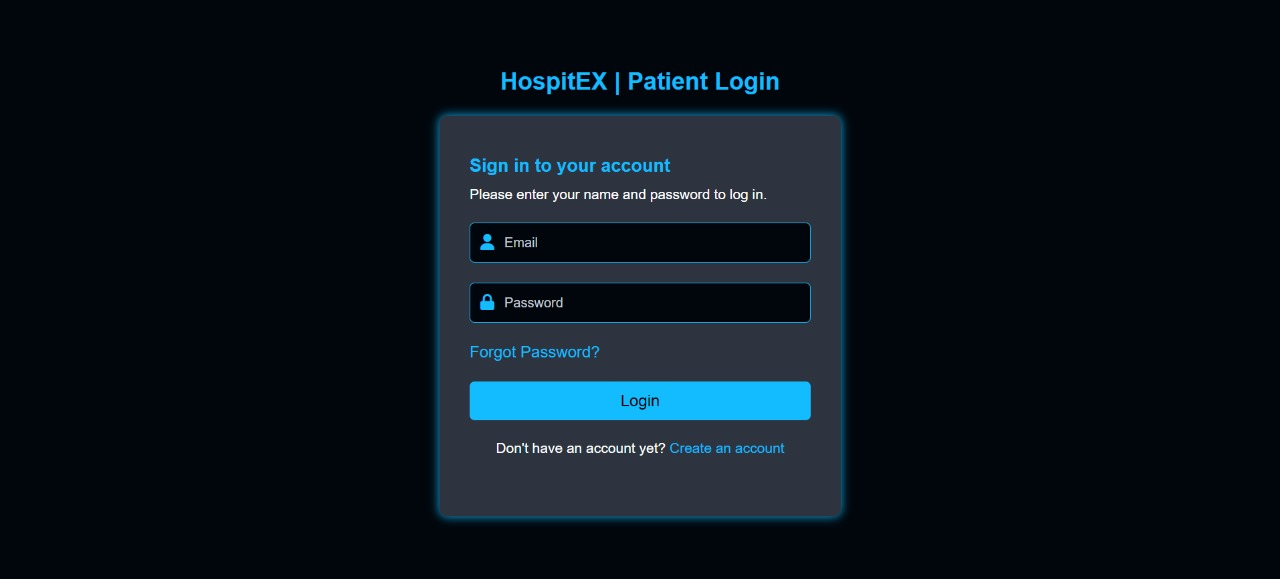 HospitEX | Patient Login
Sign in to your account
Please enter your name and password to log in.
Email
Password
Forgot Password?
Login
Don't have an account yet? Create an account